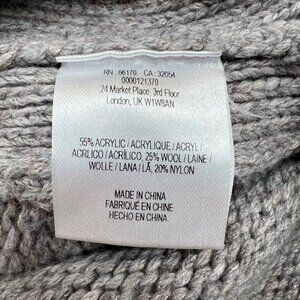 RN : 66170 CA : 32054
0000121370
24 Market Place, 3rd Floor
London, UK W1W8AN
55% ACRYLIC / ACRYLIQUE / ACRYL /
ACRILICO / ACRÍLICO, 25% WOOL / LAINE /
WOLLE / LANA / LÃ, 20% NYLON
MADE IN CHINA
FABRIQUÉ EN CHINE
HECHO EN CHINA